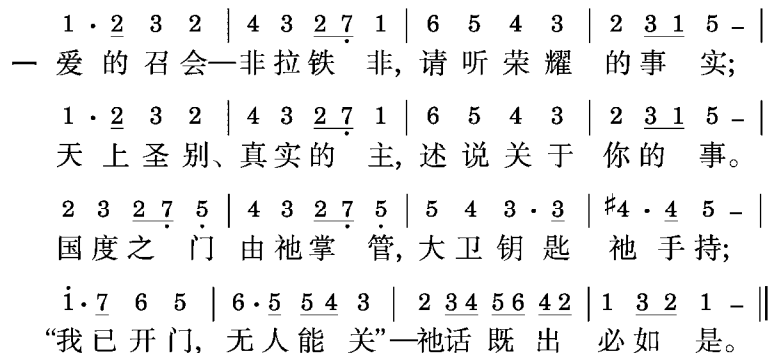 1 · 2 3 2 | 4 3 2 7 1 | 6 5 4 3 | 2 3 1 5 – |
一 爱的召会—非拉铁非,请听荣耀的事实;
1 · 2 3 2 | 4 3 2 7 1 | 6 5 4 3 | 2 3 1 5 – |
天上圣别、真实的主,述说关于你的事。
2 3 2 7 5 | 4 3 2 7 5 | 5 4 3 · 3 | #4 · 4 5 – |
国度之门由祂掌管,大卫钥匙祂手持;
1 · 7 6 5 | 6 · 5 5 4 3 | 2 3 4 5 6 4 2 | 1 3 2 1 – ‖
“我已开门,无人能关”—祂话既出必如是。